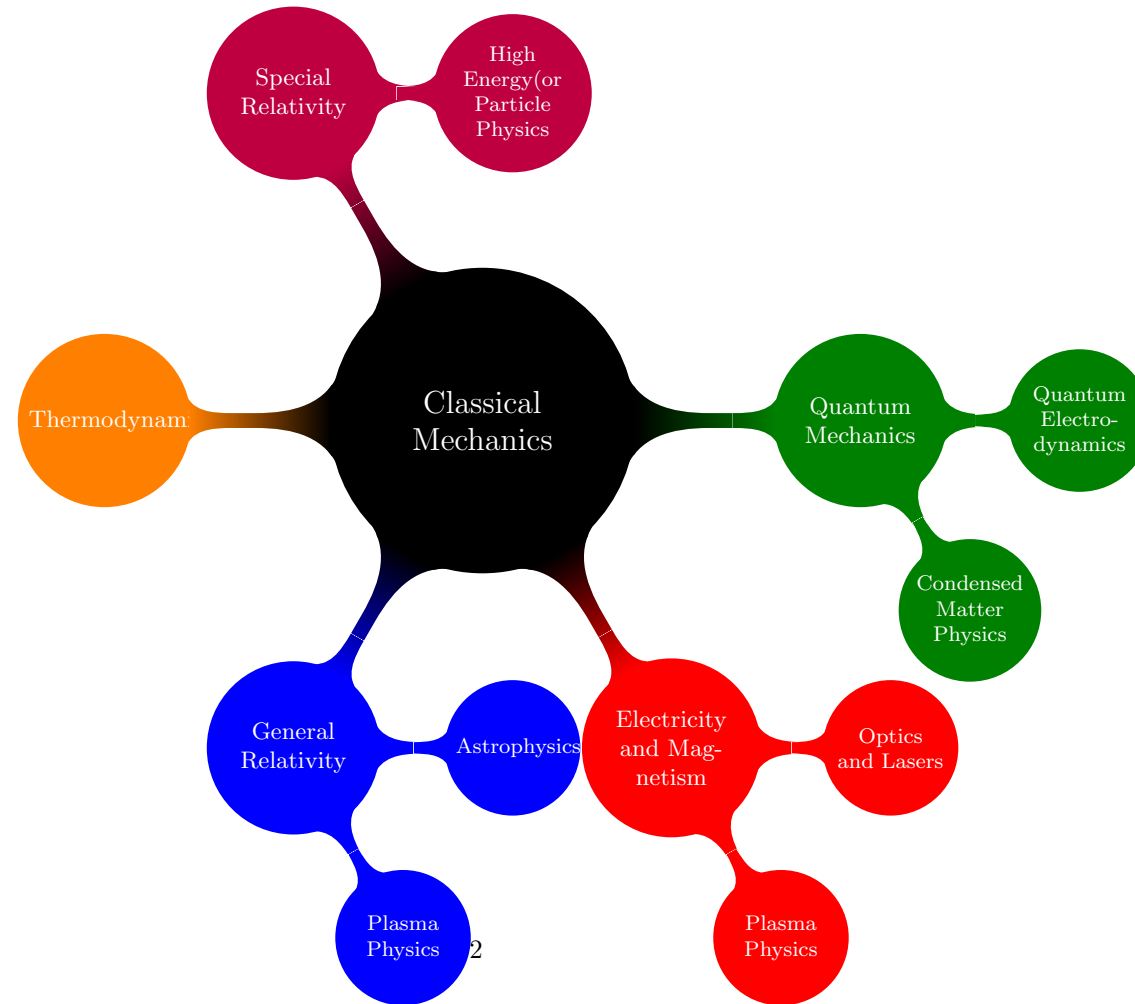 Special
Relativity
High
Energy(or
Particle
Physics
Thermodynami
Classical
Mechanics
Quantum
Mechanics
Quantum
Electro-
dynamics
Condensed
Matter
Physics
General
Relativity
Astrophysics
Electricity
and Mag-
netism
Optics
and Lasers
Plasma
Physics
2
Plasma
Physics